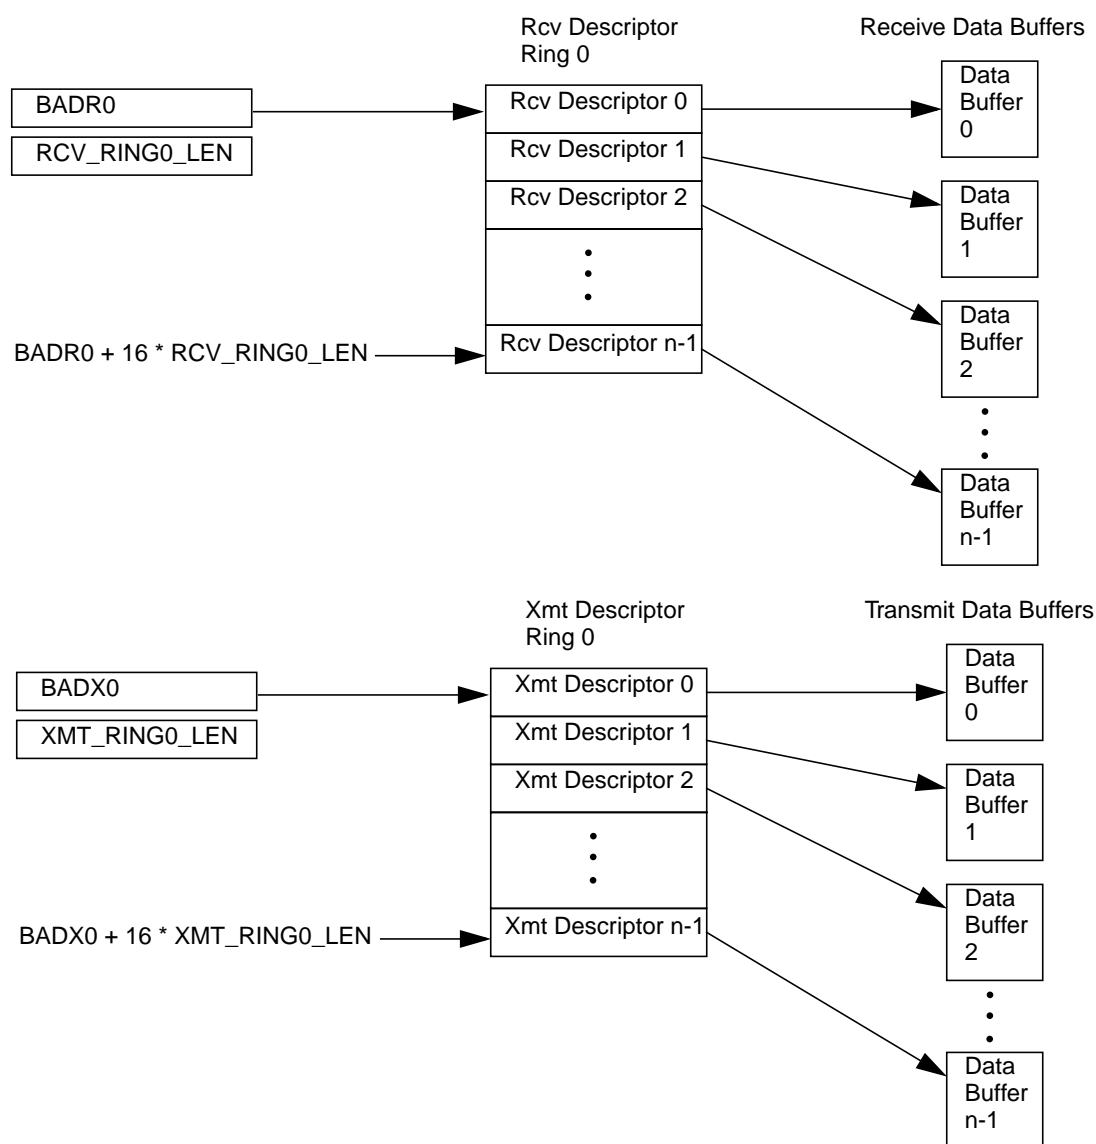 Rcv Descriptor
Ring 0
Receive Data Buffers
BADR0
RCV_RING0_LEN
Rcv Descriptor 0
Rcv Descriptor 1
Rcv Descriptor 2
Rcv Descriptor n-1
BADR0 + 16 * RCV_RING0_LEN
Data
Buffer
0
Data
Buffer
1
Data
Buffer
2
Data
Buffer
n-1
Xmt Descriptor
Ring 0
Transmit Data Buffers
BADX0
XMT_RING0_LEN
Xmt Descriptor 0
Xmt Descriptor 1
Xmt Descriptor 2
Xmt Descriptor n-1
BADX0 + 16 * XMT_RING0_LEN
Data
Buffer
0
Data
Buffer
1
Data
Buffer
2
Data
Buffer
n-1